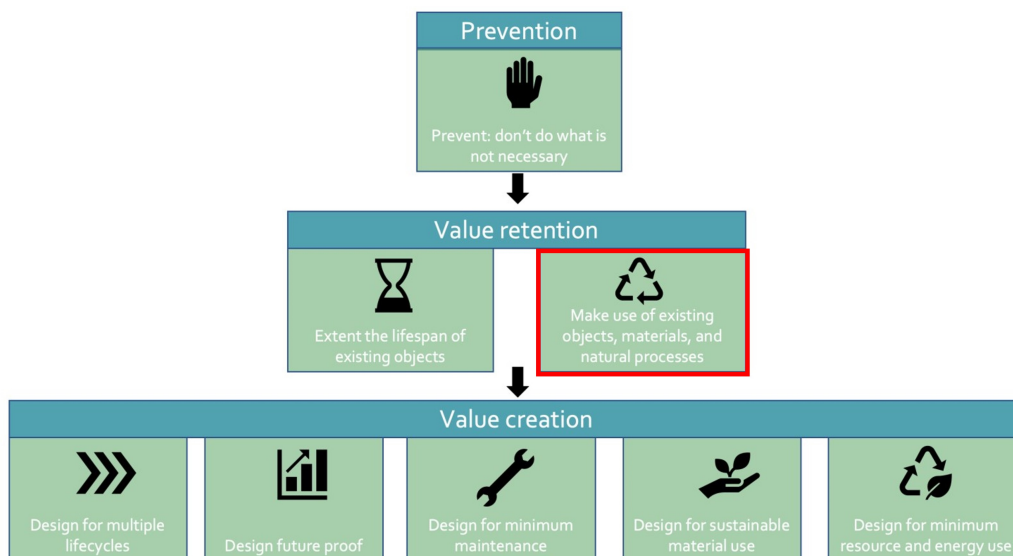 Prevention
Prevent: don't do what is
not necessary
Value retention
Extent the lifespan of
existing objects
Make use of existing
objects, materials, and
natural processes
Value creation
Design for multiple
lifecycles
Design future proof
Design for minimum
maintenance
Design for sustainable
material use
Design for minimum
resource and energy use